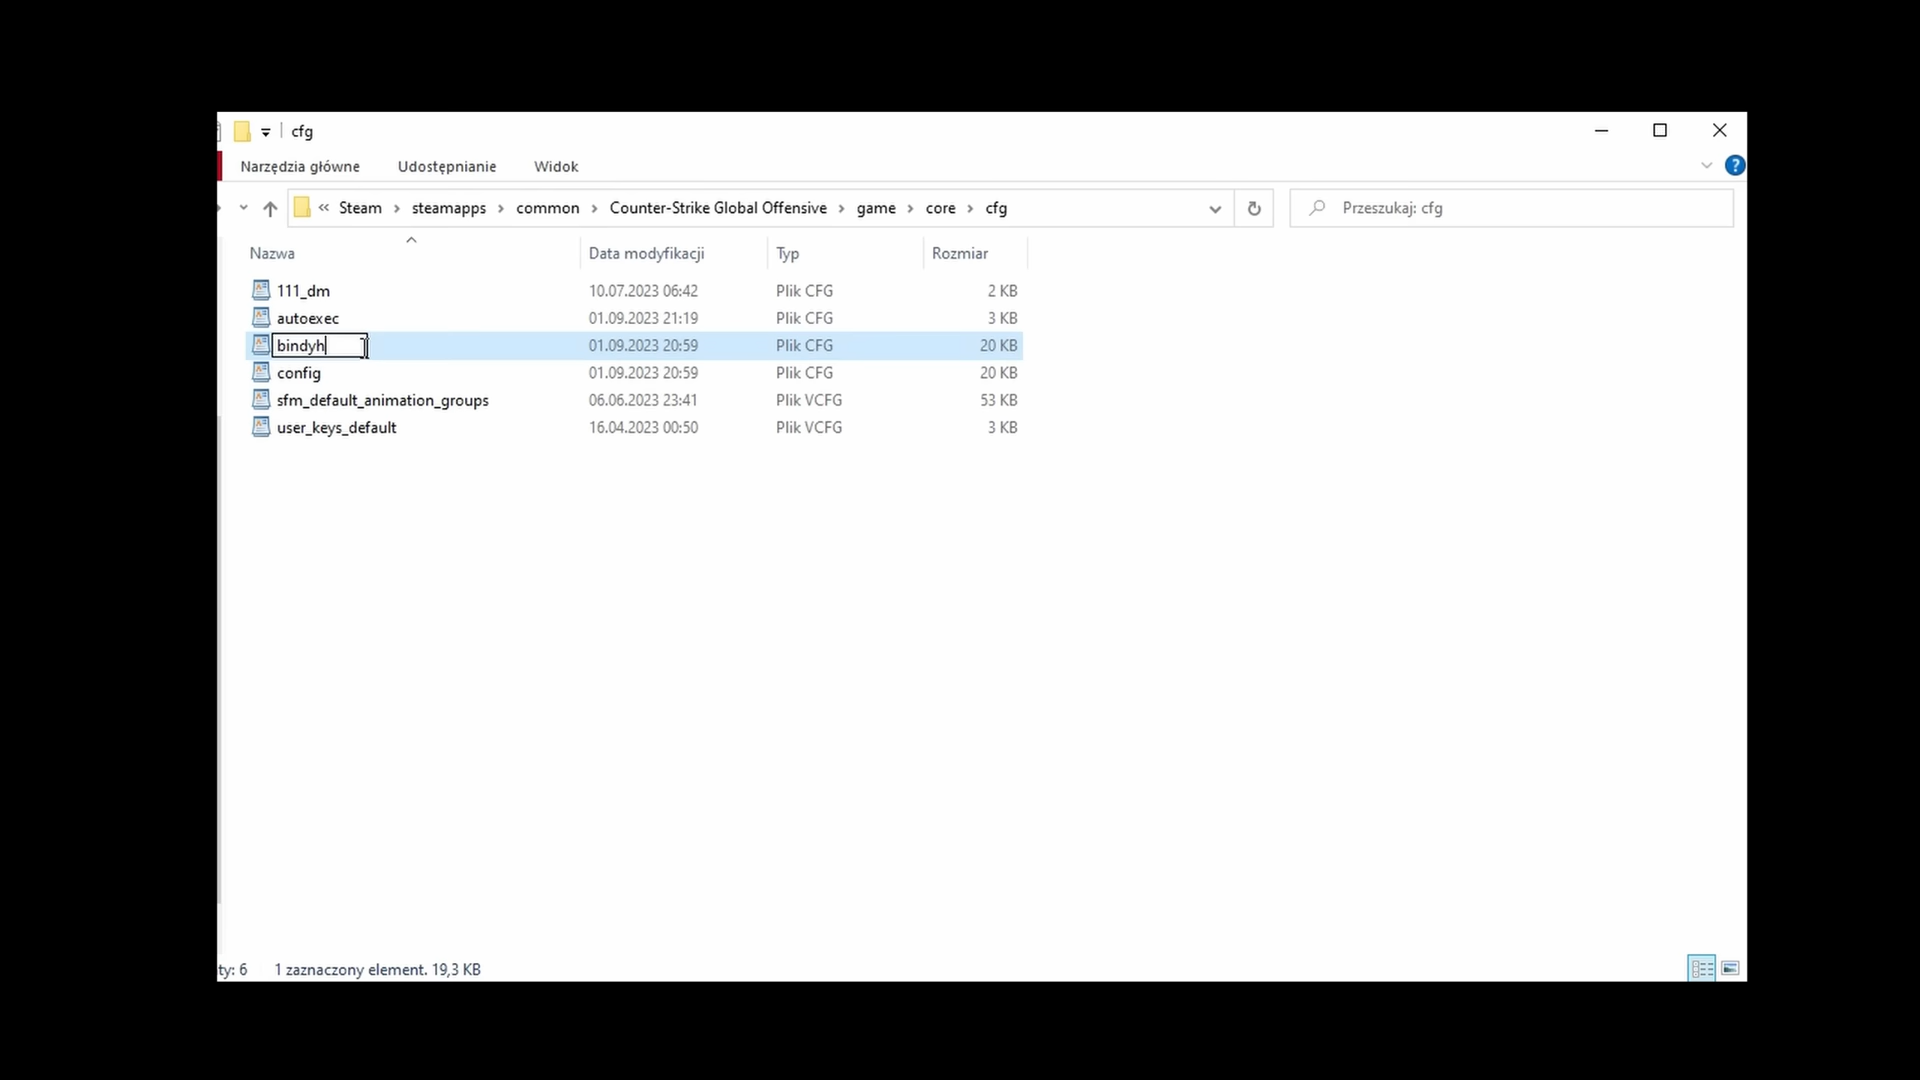 cfg
Narzędzia główne Udostępnianie Widok
?
« Steam › steamapps › common › Counter-Strike Global Offensive › game › core › cfg
Przeszukaj: cfg
Nazwa Data modyfikacji Typ Rozmiar
111_dm 10.07.2023 06:42 Plik CFG 2 KB
autoexec 01.09.2023 21:19 Plik CFG 3 KB
bindyh 01.09.2023 20:59 Plik CFG 20 KB
config 01.09.2023 20:59 Plik CFG 20 KB
sfm_default_animation_groups 06.06.2023 23:41 Plik VCFG 53 KB
user_keys_default 16.04.2023 00:50 Plik VCFG 3 KB
ty: 6 1 zaznaczony element. 19,3 KB